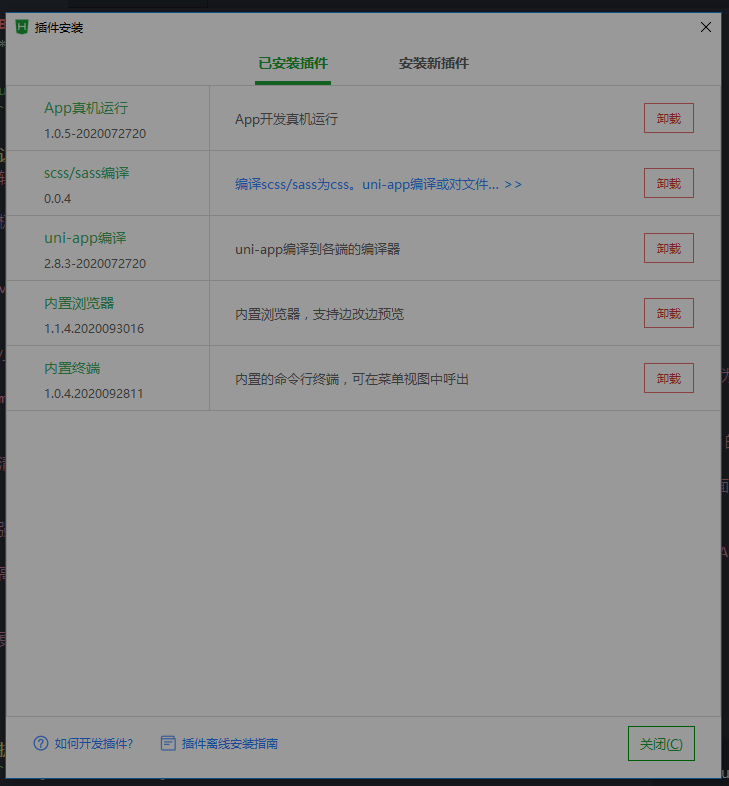 插件安装
已安装插件 安装新插件
App真机运行
1.0.5-2020072720
App开发真机运行
卸载
scss/sass编译
0.0.4
编译scss/sass为css。uni-app编译或对文件... >>
卸载
uni-app编译
2.8.3-2020072720
uni-app编译到各端的编译器
卸载
内置浏览器
1.1.4.2020093016
内置浏览器，支持边改边预览
卸载
内置终端
1.0.4.2020092811
内置的命令行终端，可在菜单视图中呼出
卸载
如何开发插件? 插件离线安装指南
关闭(C)